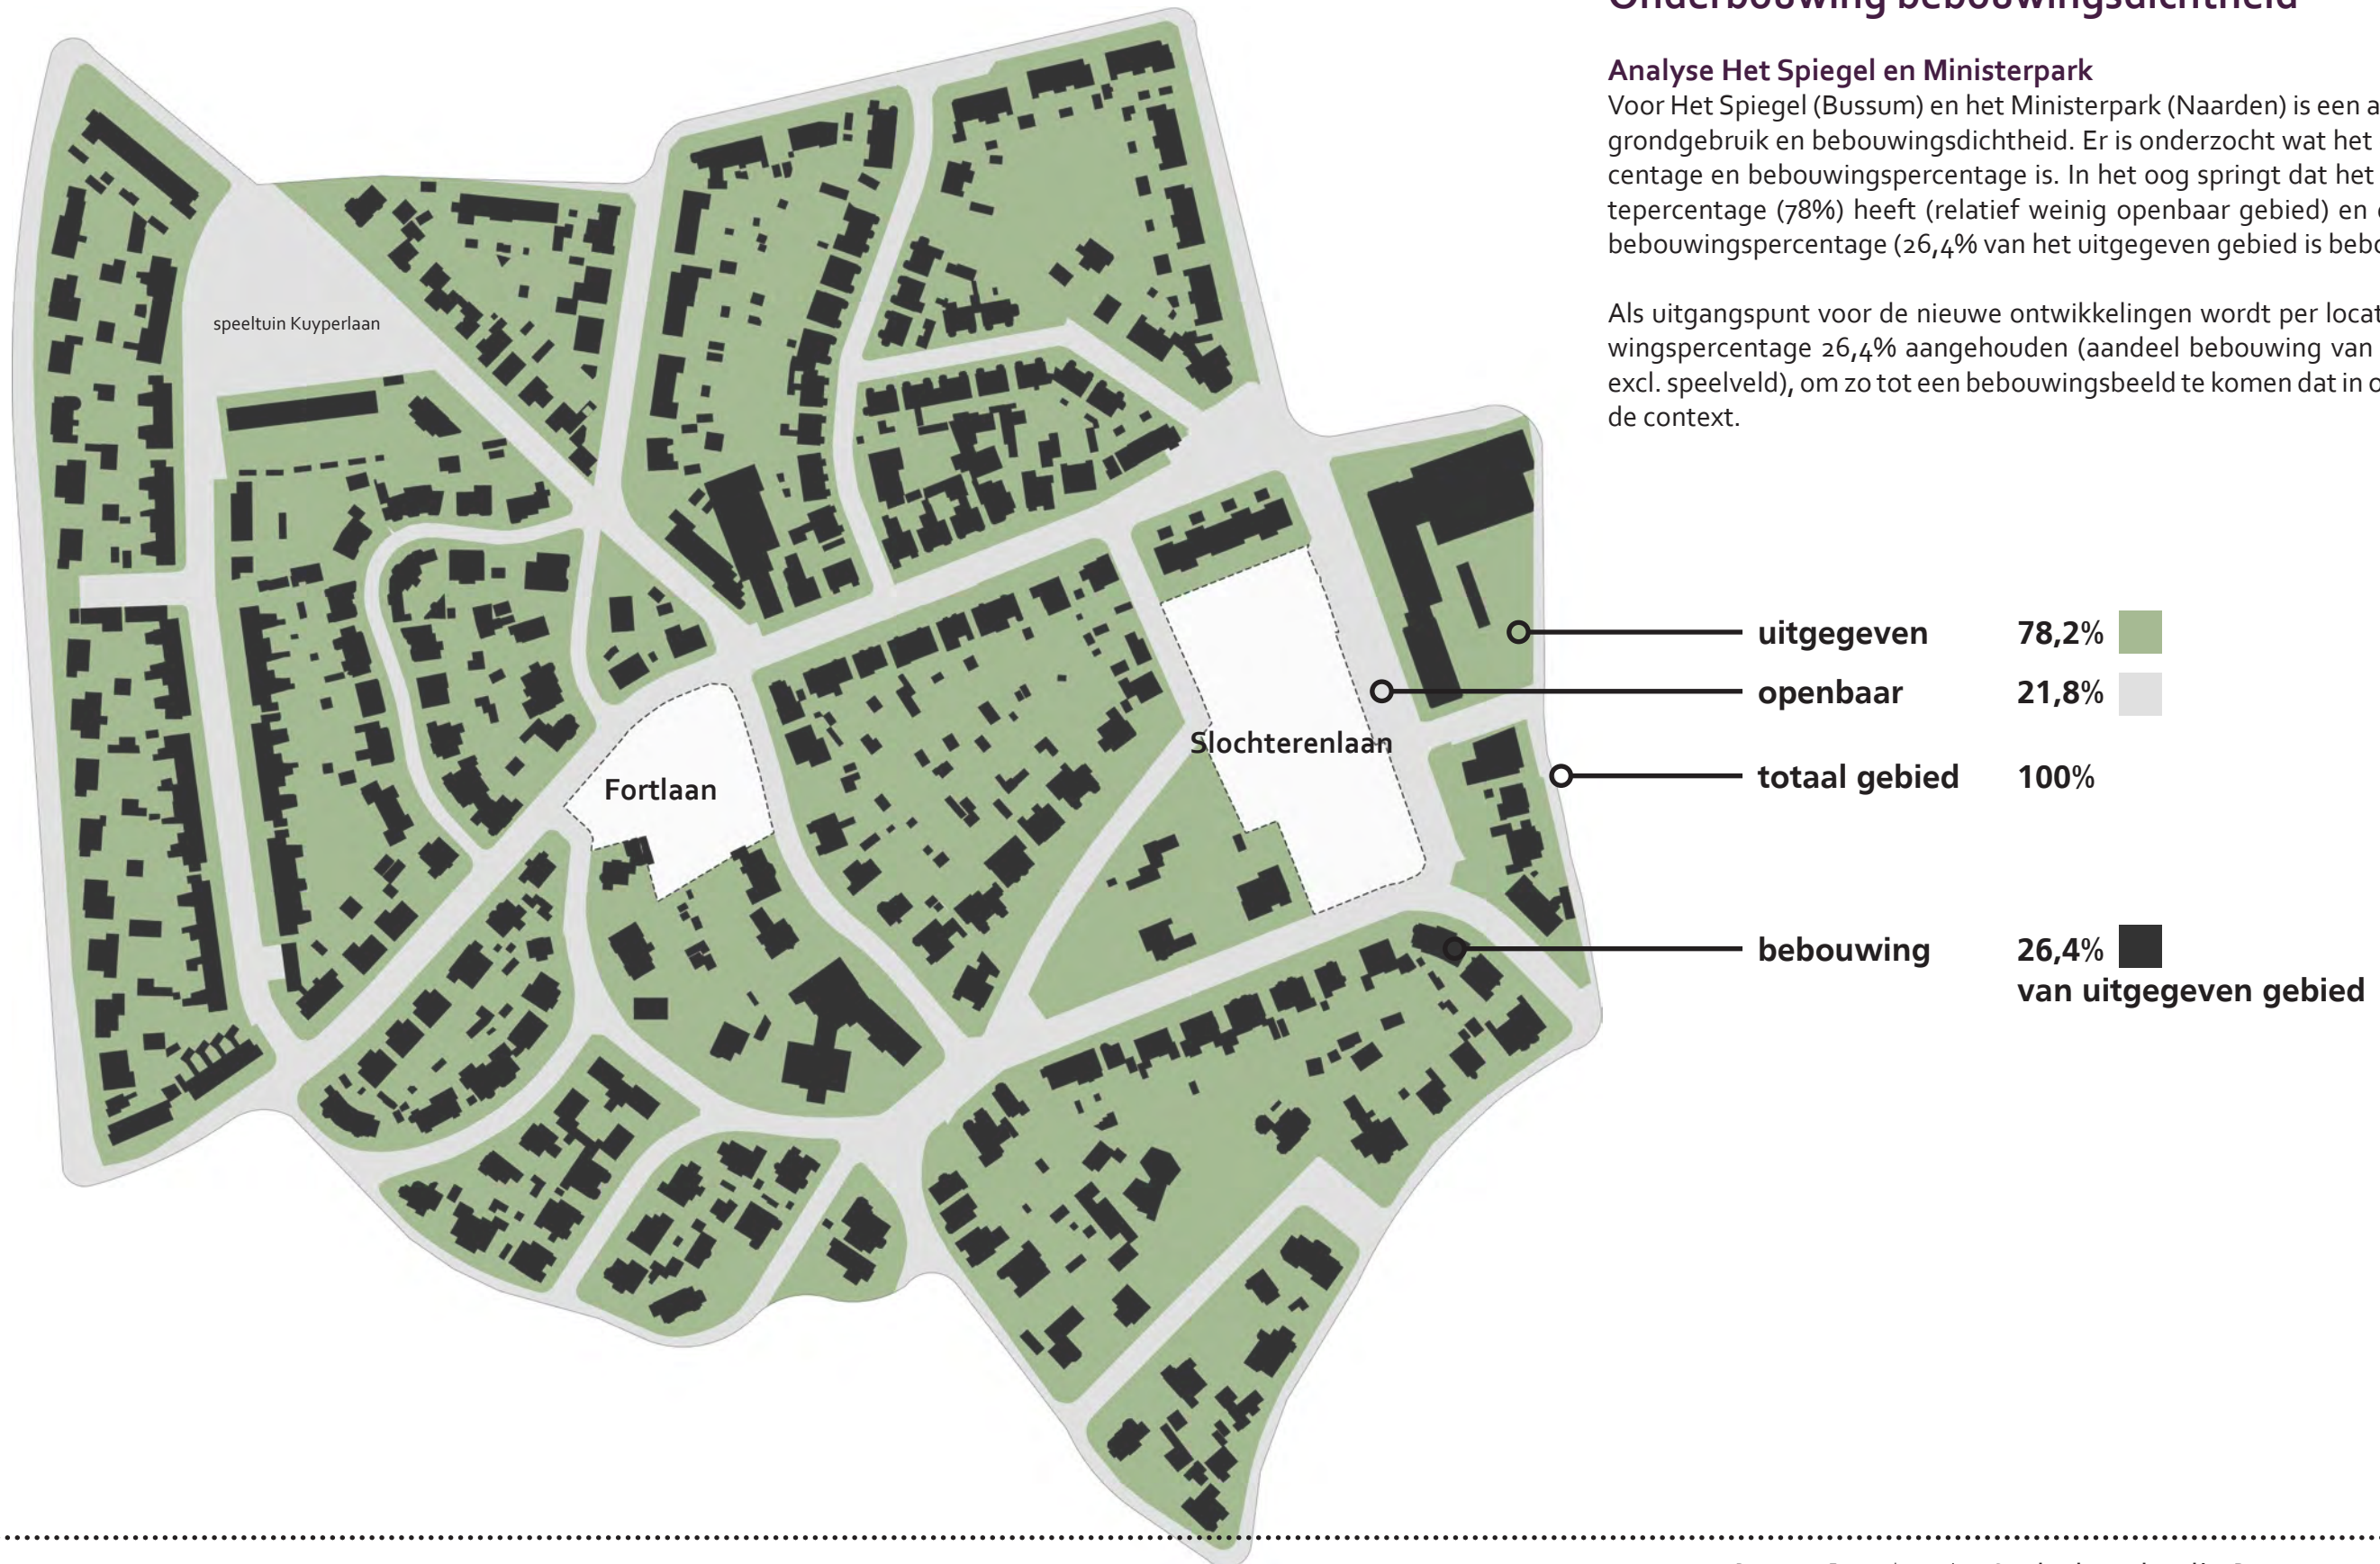 Onderbouwing bebouwingsdichtheid
Analyse Het Spiegel en Ministerpark
Voor Het Spiegel (Bussum) en het Ministerpark (Naarden) is een a
grondgebruik en bebouwingsdichtheid. Er is onderzocht wat het
centage en bebouwingspercentage is. In het oog springt dat het
tepercentage (78%) heeft (relatief weinig openbaar gebied) en
bebouwingspercentage (26,4% van het uitgegeven gebied is bebo
Als uitgangspunt voor de nieuwe ontwikkelingen wordt per locat
wingspercentage 26,4% aangehouden (aandeel bebouwing van
excl. speelveld), om zo tot een bebouwingsbeeld te komen dat in o
de context.
speeltuin Kuyperlaan
uitgegeven 78,2%
openbaar 21,8%
Slochterenlaan
totaal gebied 100%
Fortlaan
bebouwing 26,4%
van uitgegeven gebied